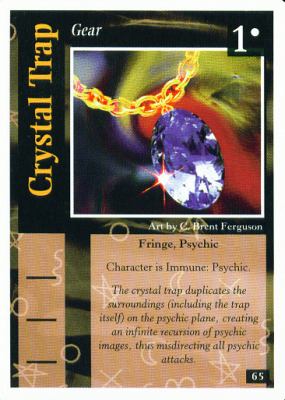 Crystal Trap
Gear
1•
Art by C. Brent Ferguson
Fringe, Psychic
Character is Immune: Psychic.
The crystal trap duplicates the
surroundings (including the trap
itself) on the psychic plane, creating
an infinite recursion of psychic
images, thus misdirecting all psychic
attacks.
65